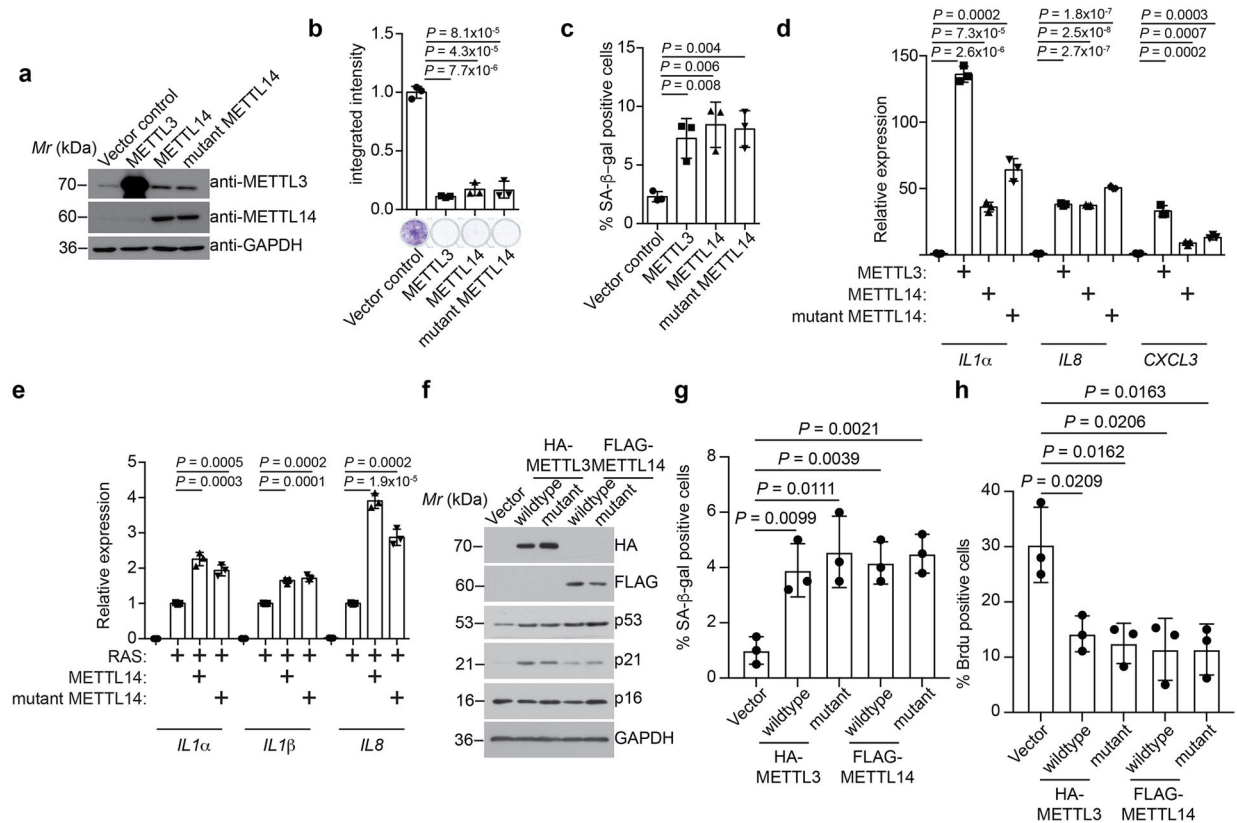 a
Mr (kDa)
Vector control
METTL3
METTL14
mutant METTL14
70
anti-METTL3
60
anti-METTL14
36
anti-GAPDH
b
P = 8.1x10-5
P = 4.3x10-5
P = 7.7x10-6
integrated intensity
1.5
1.0
0.5
0.0
Vector control
METTL3
METTL14
mutant METTL14
c
P = 0.004
P = 0.006
P = 0.008
% SA-β–gal positive cells
15
10
5
0
Vector control
METTL3
METTL14
mutant METTL14
d
P = 0.0002
P = 7.3x10-5
P = 2.6x10-6
P = 1.8x10-7
P = 2.5x10-8
P = 2.7x10-7
P = 0.0003
P = 0.0007
P = 0.0002
Relative expression
150
100
50
METTL3: + + +
METTL14: + + +
mutant METTL14: + + +
IL1α IL8 CXCL3
e
P = 0.0005
P = 0.0003
P = 0.0002
P = 0.0001
P = 0.0002
P = 1.9x10-5
Relative expression
5
4
3
2
1
0
RAS: + + + + + + + + +
METTL14: + + +
mutant METTL14: + + +
IL1α IL1β IL8
f
HA-
METTL3
FLAG-
METTL14
Mr (kDa)
Vector
wildtype
mutant
wildtype
mutant
70
HA
60
FLAG
53
p53
21
p21
16
p16
36
GAPDH
g
P = 0.0021
P = 0.0039
P = 0.0111
P = 0.0099
% SA-β-gal positive cells
8
6
4
2
0
Vector
wildtype
mutant
wildtype
mutant
HA-
METTL3
FLAG-
METTL14
h
P = 0.0163
P = 0.0206
P = 0.0162
P = 0.0209
% Brdu positive cells
40
30
20
10
0
Vector
wildtype
mutant
wildtype
mutant
HA-
METTL3
FLAG-
METTL14